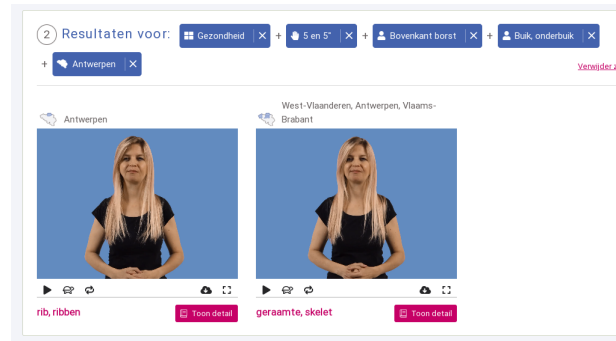 2 Resultaten voor: Gezondheid × + 5 en 5" × + Bovenkant borst × + Buik, onderbuik ×
+ Antwerpen ×
Verwijder
Antwerpen
West-Vlaanderen, Antwerpen, Vlaams-
Brabant
rib, ribben Toon detail
geraamte, skelet Toon detail